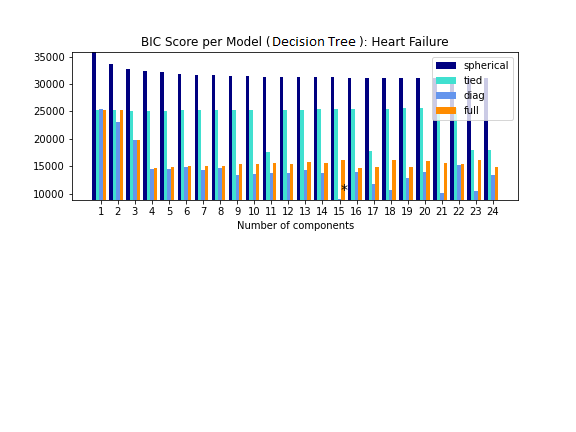 BIC Score per Model (Decision Tree ): Heart Failure
35000
30000
25000
20000
15000
10000
spherical
tied
diag
full
*
1 2 3 4 5 6 7 8 9 10 11 12 13 14 15 16 17 18 19 20 21 22 23 24
Number of components